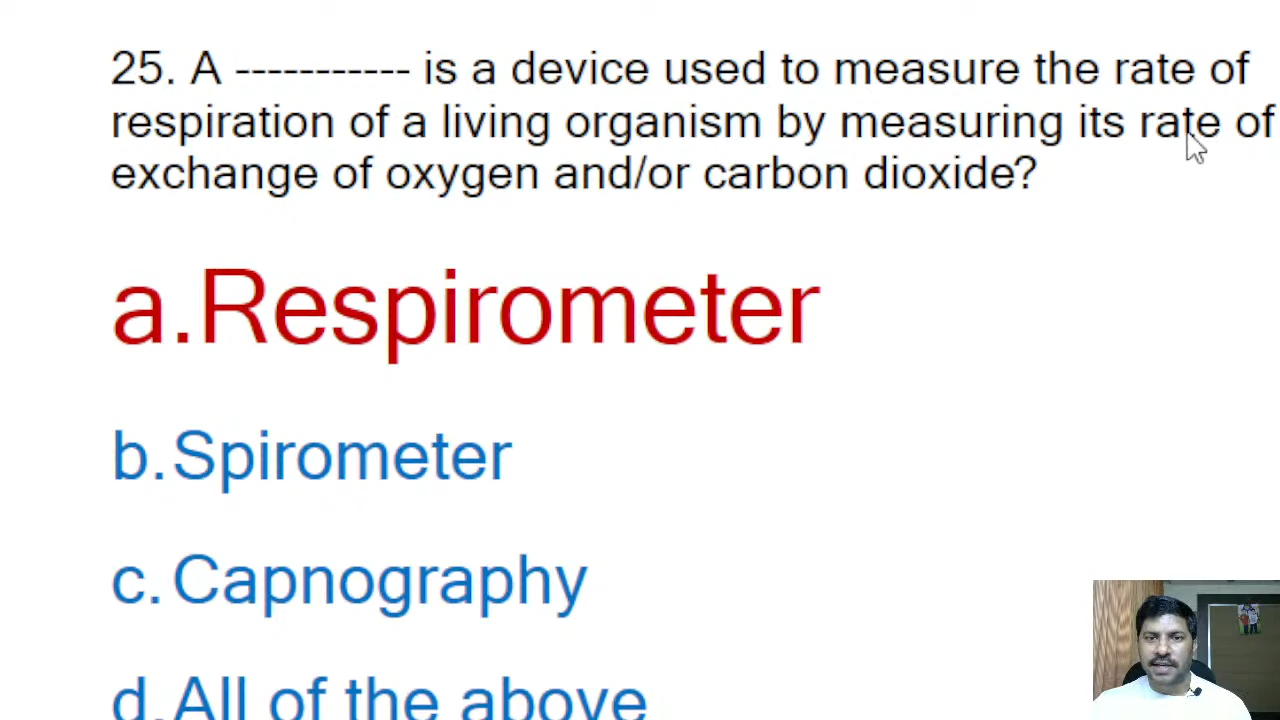 25. A ----------- is a device used to measure the rate of
respiration of a living organism by measuring its rate of
exchange of oxygen and/or carbon dioxide?
a.Respirometer
b.Spirometer
c.Capnography
d.All of the above